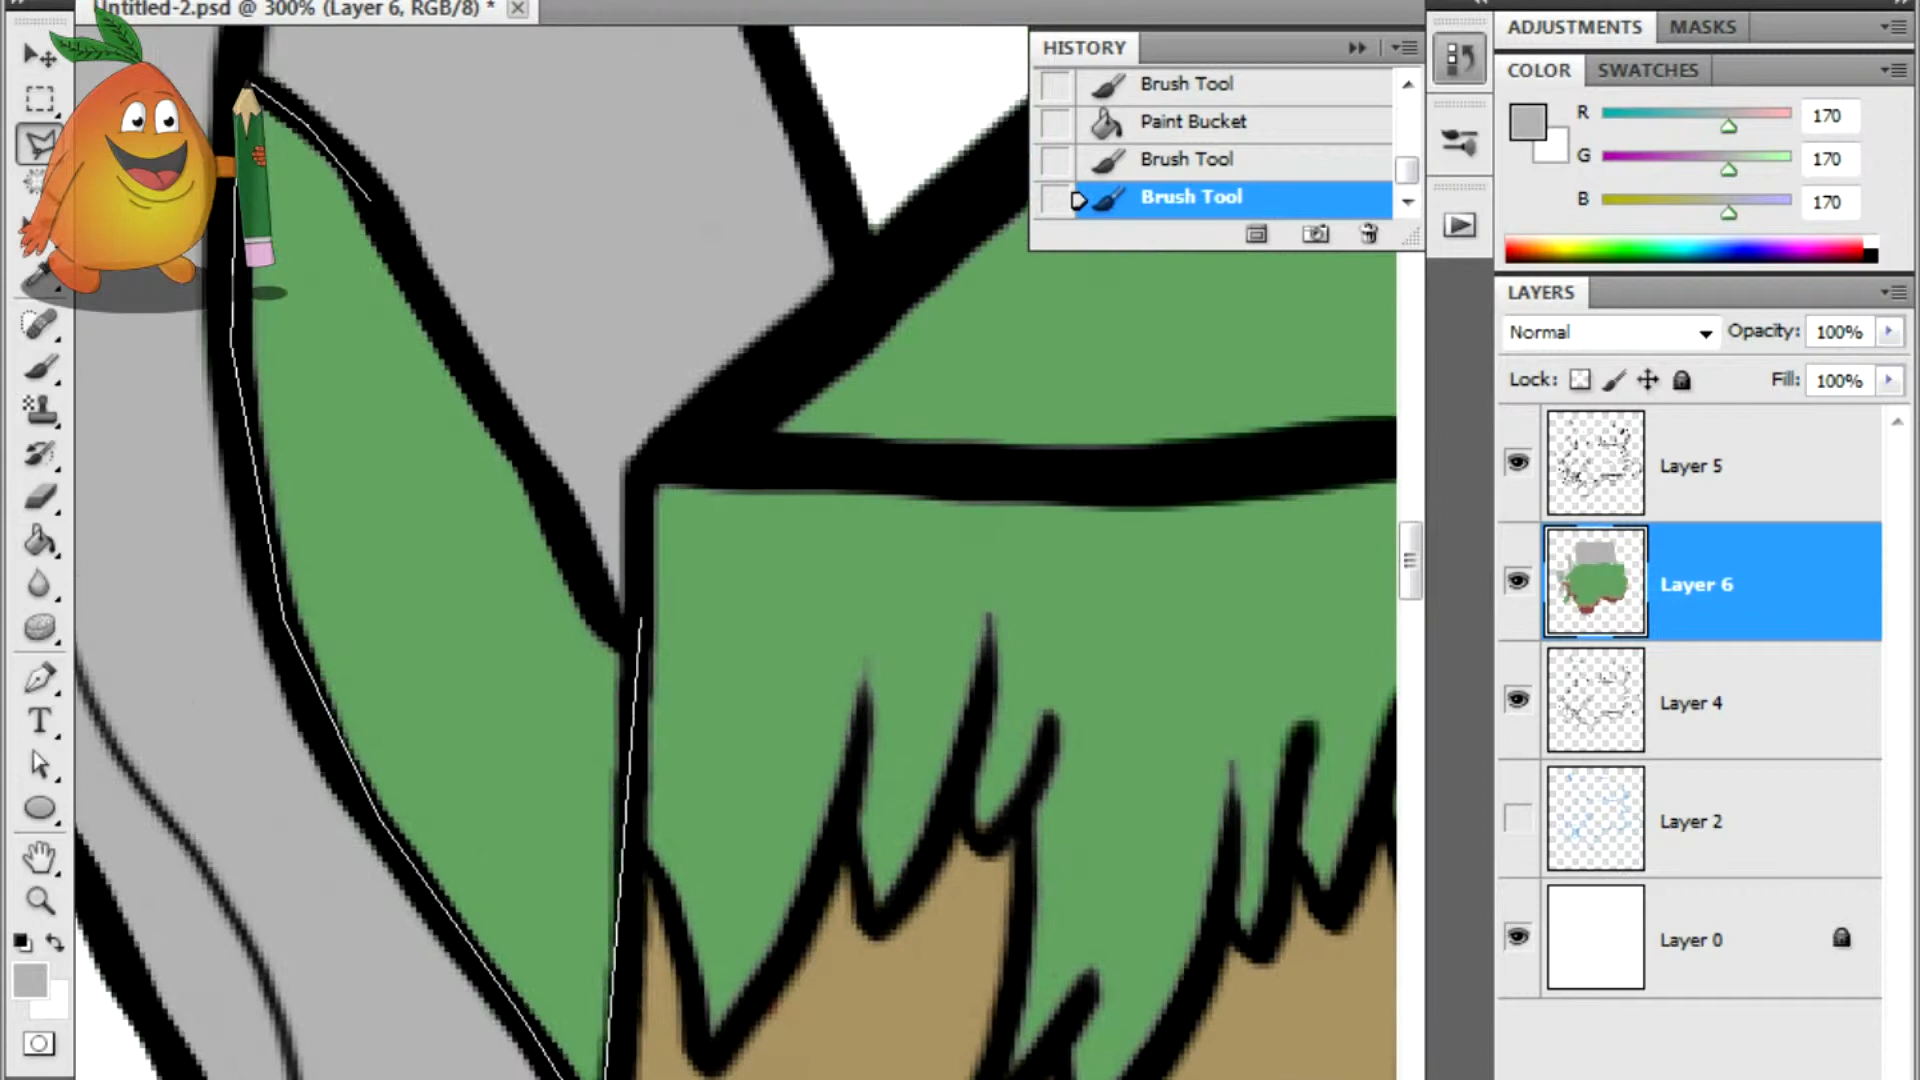 Untitled-2.psd @ 300% (Layer 6, RGB/8) *
HISTORY
Brush Tool
Paint Bucket
Brush Tool
Brush Tool
ADJUSTMENTS MASKS
COLOR SWATCHES
R 170
G 170
B 170
LAYERS
Normal Opacity: 100%
Lock: Fill: 100%
Layer 5
Layer 6
Layer 4
Layer 2
Layer 0
T